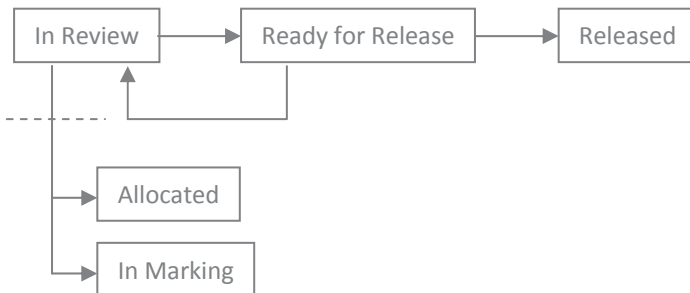 In Review
Ready for Release
Released
Allocated
In Marking